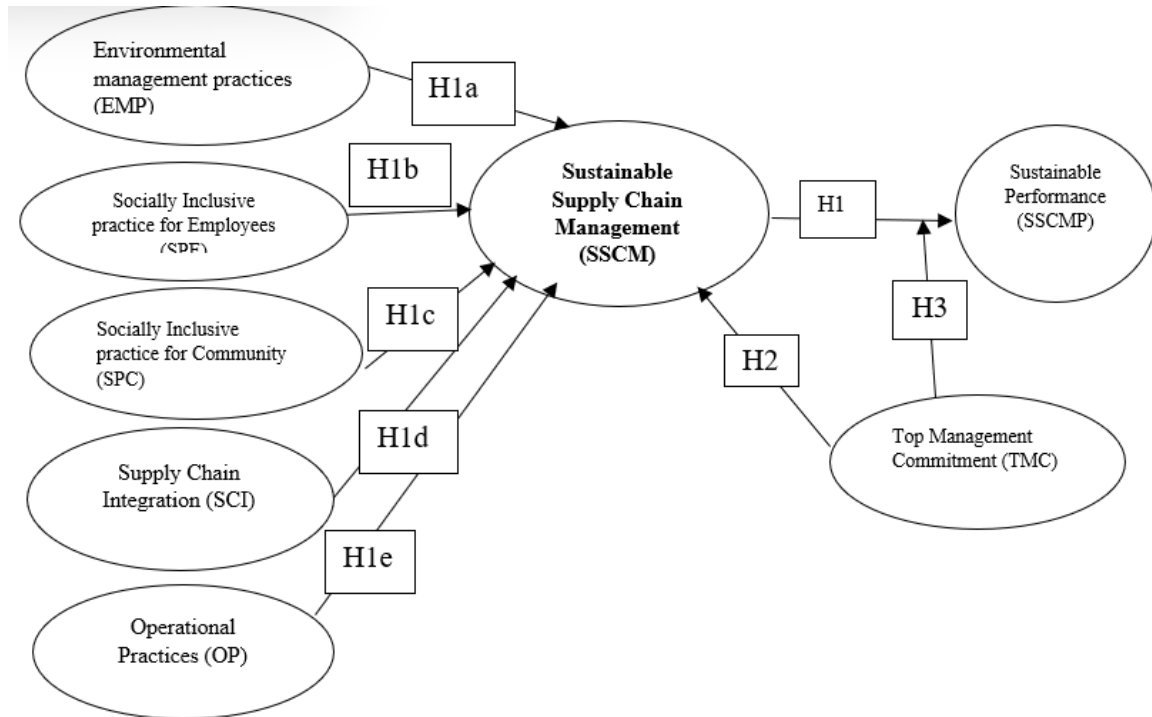 Environmental
management practices
(EMP)
H1a
Socially Inclusive
practice for Employees
(SPE)
H1b
Socially Inclusive
practice for Community
(SPC)
H1c
Supply Chain
Integration (SCI)
H1d
Operational
Practices (OP)
H1e
Sustainable
Supply Chain
Management
(SSCM)
H1
Sustainable
Performance
(SSCMP)
H2
H3
Top Management
Commitment (TMC)